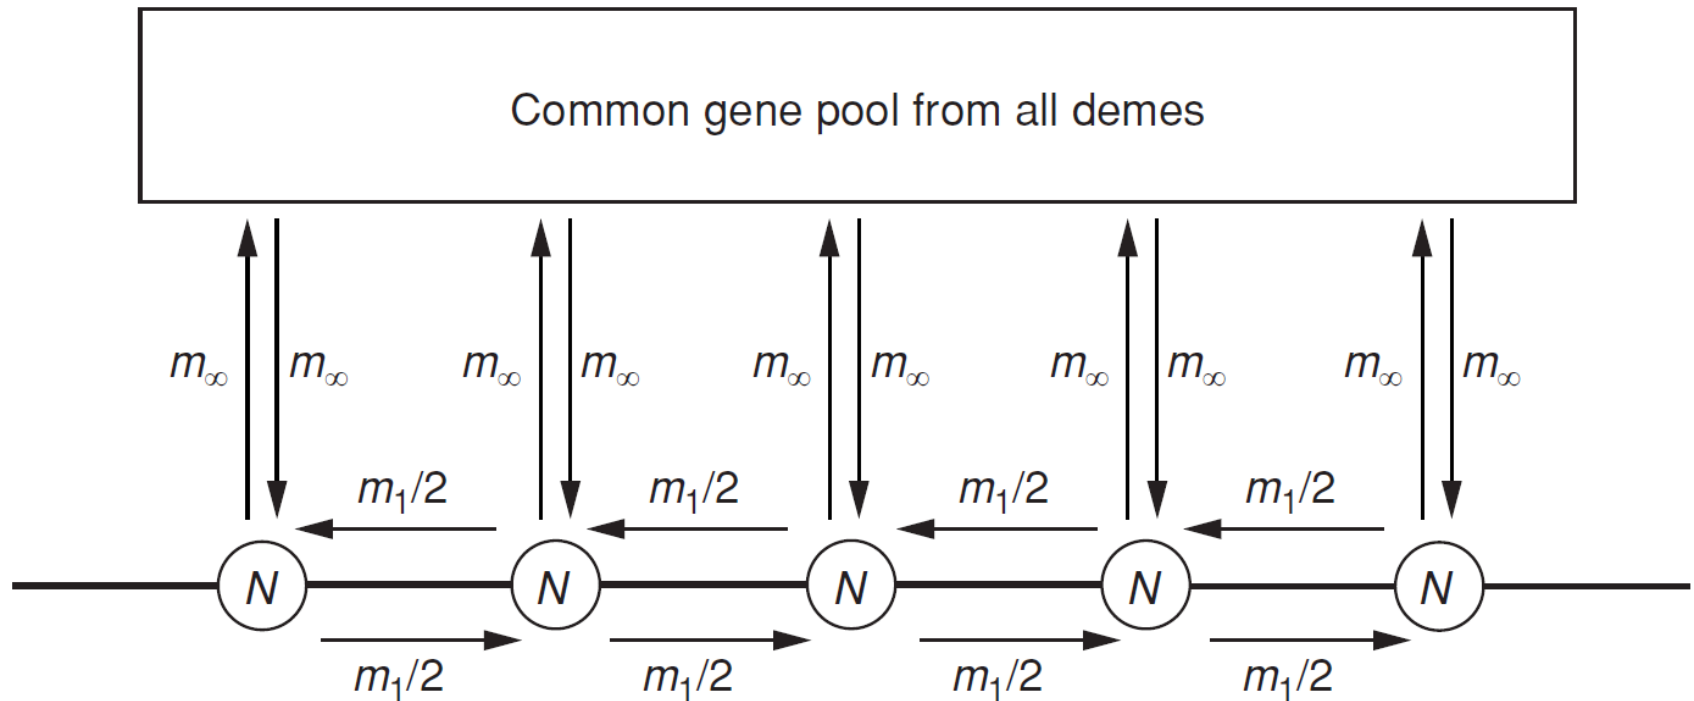 Common gene pool from all demes
m∞ m∞ m∞ m∞ m∞ m∞ m∞ m∞ m∞ m∞
m₁/2 m₁/2 m₁/2 m₁/2
N N N N N
m₁/2 m₁/2 m₁/2 m₁/2